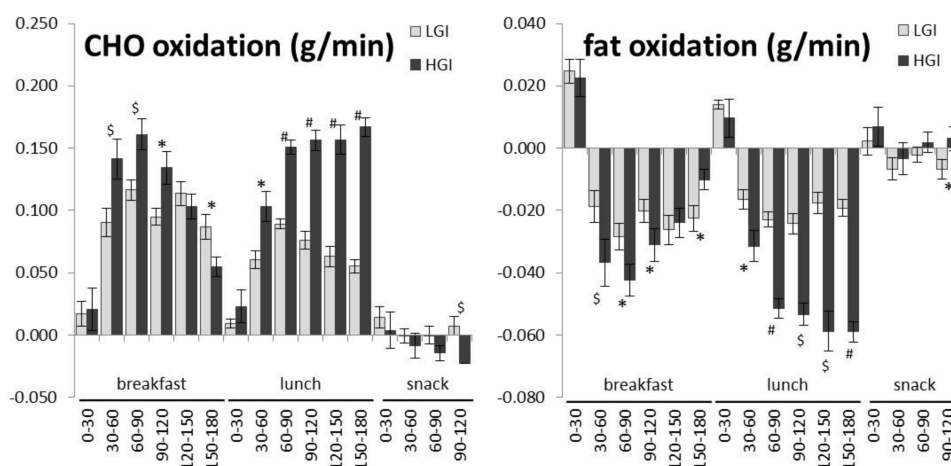 CHO oxidation (g/min)
LGI
HGI
0.250
0.200
0.150
0.100
0.050
0.000
-0.050
$ $ * * * # # # # $
breakfast lunch snack
0-30 30-60 60-90 90-120 120-150 150-180 0-30 30-60 60-90 90-120 120-150 150-180 0-30 30-60 60-90 90-120
fat oxidation (g/min)
LGI
HGI
0.040
0.020
0.000
-0.020
-0.040
-0.060
-0.080
$ * * * * # $ $ # *
breakfast lunch snack
0-30 30-60 60-90 90-120 120-150 150-180 0-30 30-60 60-90 90-120 120-150 150-180 0-30 30-60 60-90 90-120